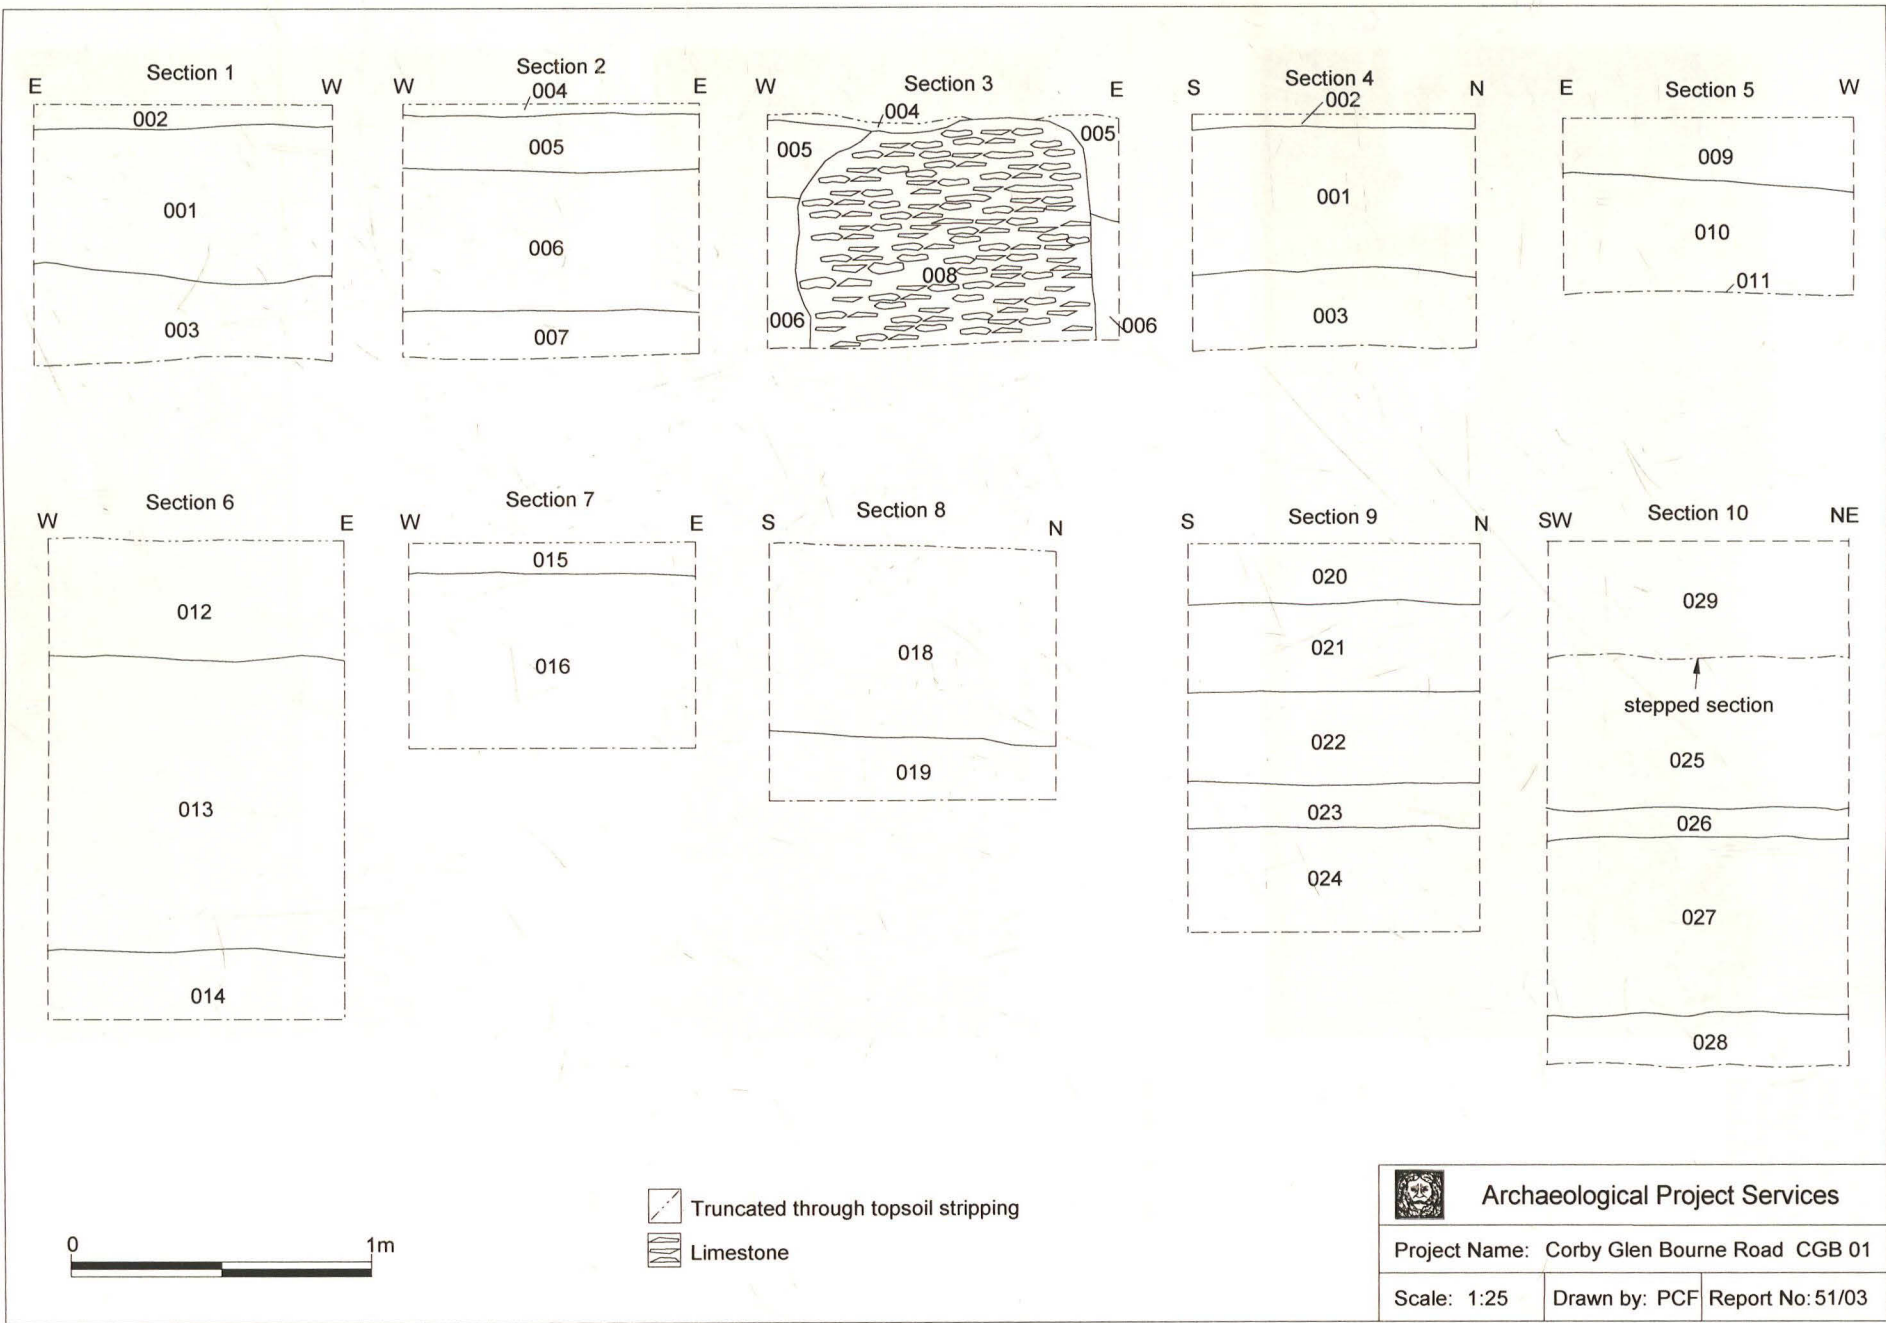 Section 1
E W
002
001
003
Section 2
W E
004
005
006
007
Section 3
W E
004
005 005
008
006 006
Section 4
S N
002
001
003
Section 5
E W
009
010
011
Section 6
W E
012
013
014
Section 7
W E
015
016
Section 8
S N
018
019
Section 9
S N
020
021
022
023
024
Section 10
SW NE
029
stepped section
025
026
027
028
0 1m
Truncated through topsoil stripping
Limestone
Archaeological Project Services
Project Name: Corby Glen Bourne Road CGB 01
Scale: 1:25 Drawn by: PCF Report No: 51/03